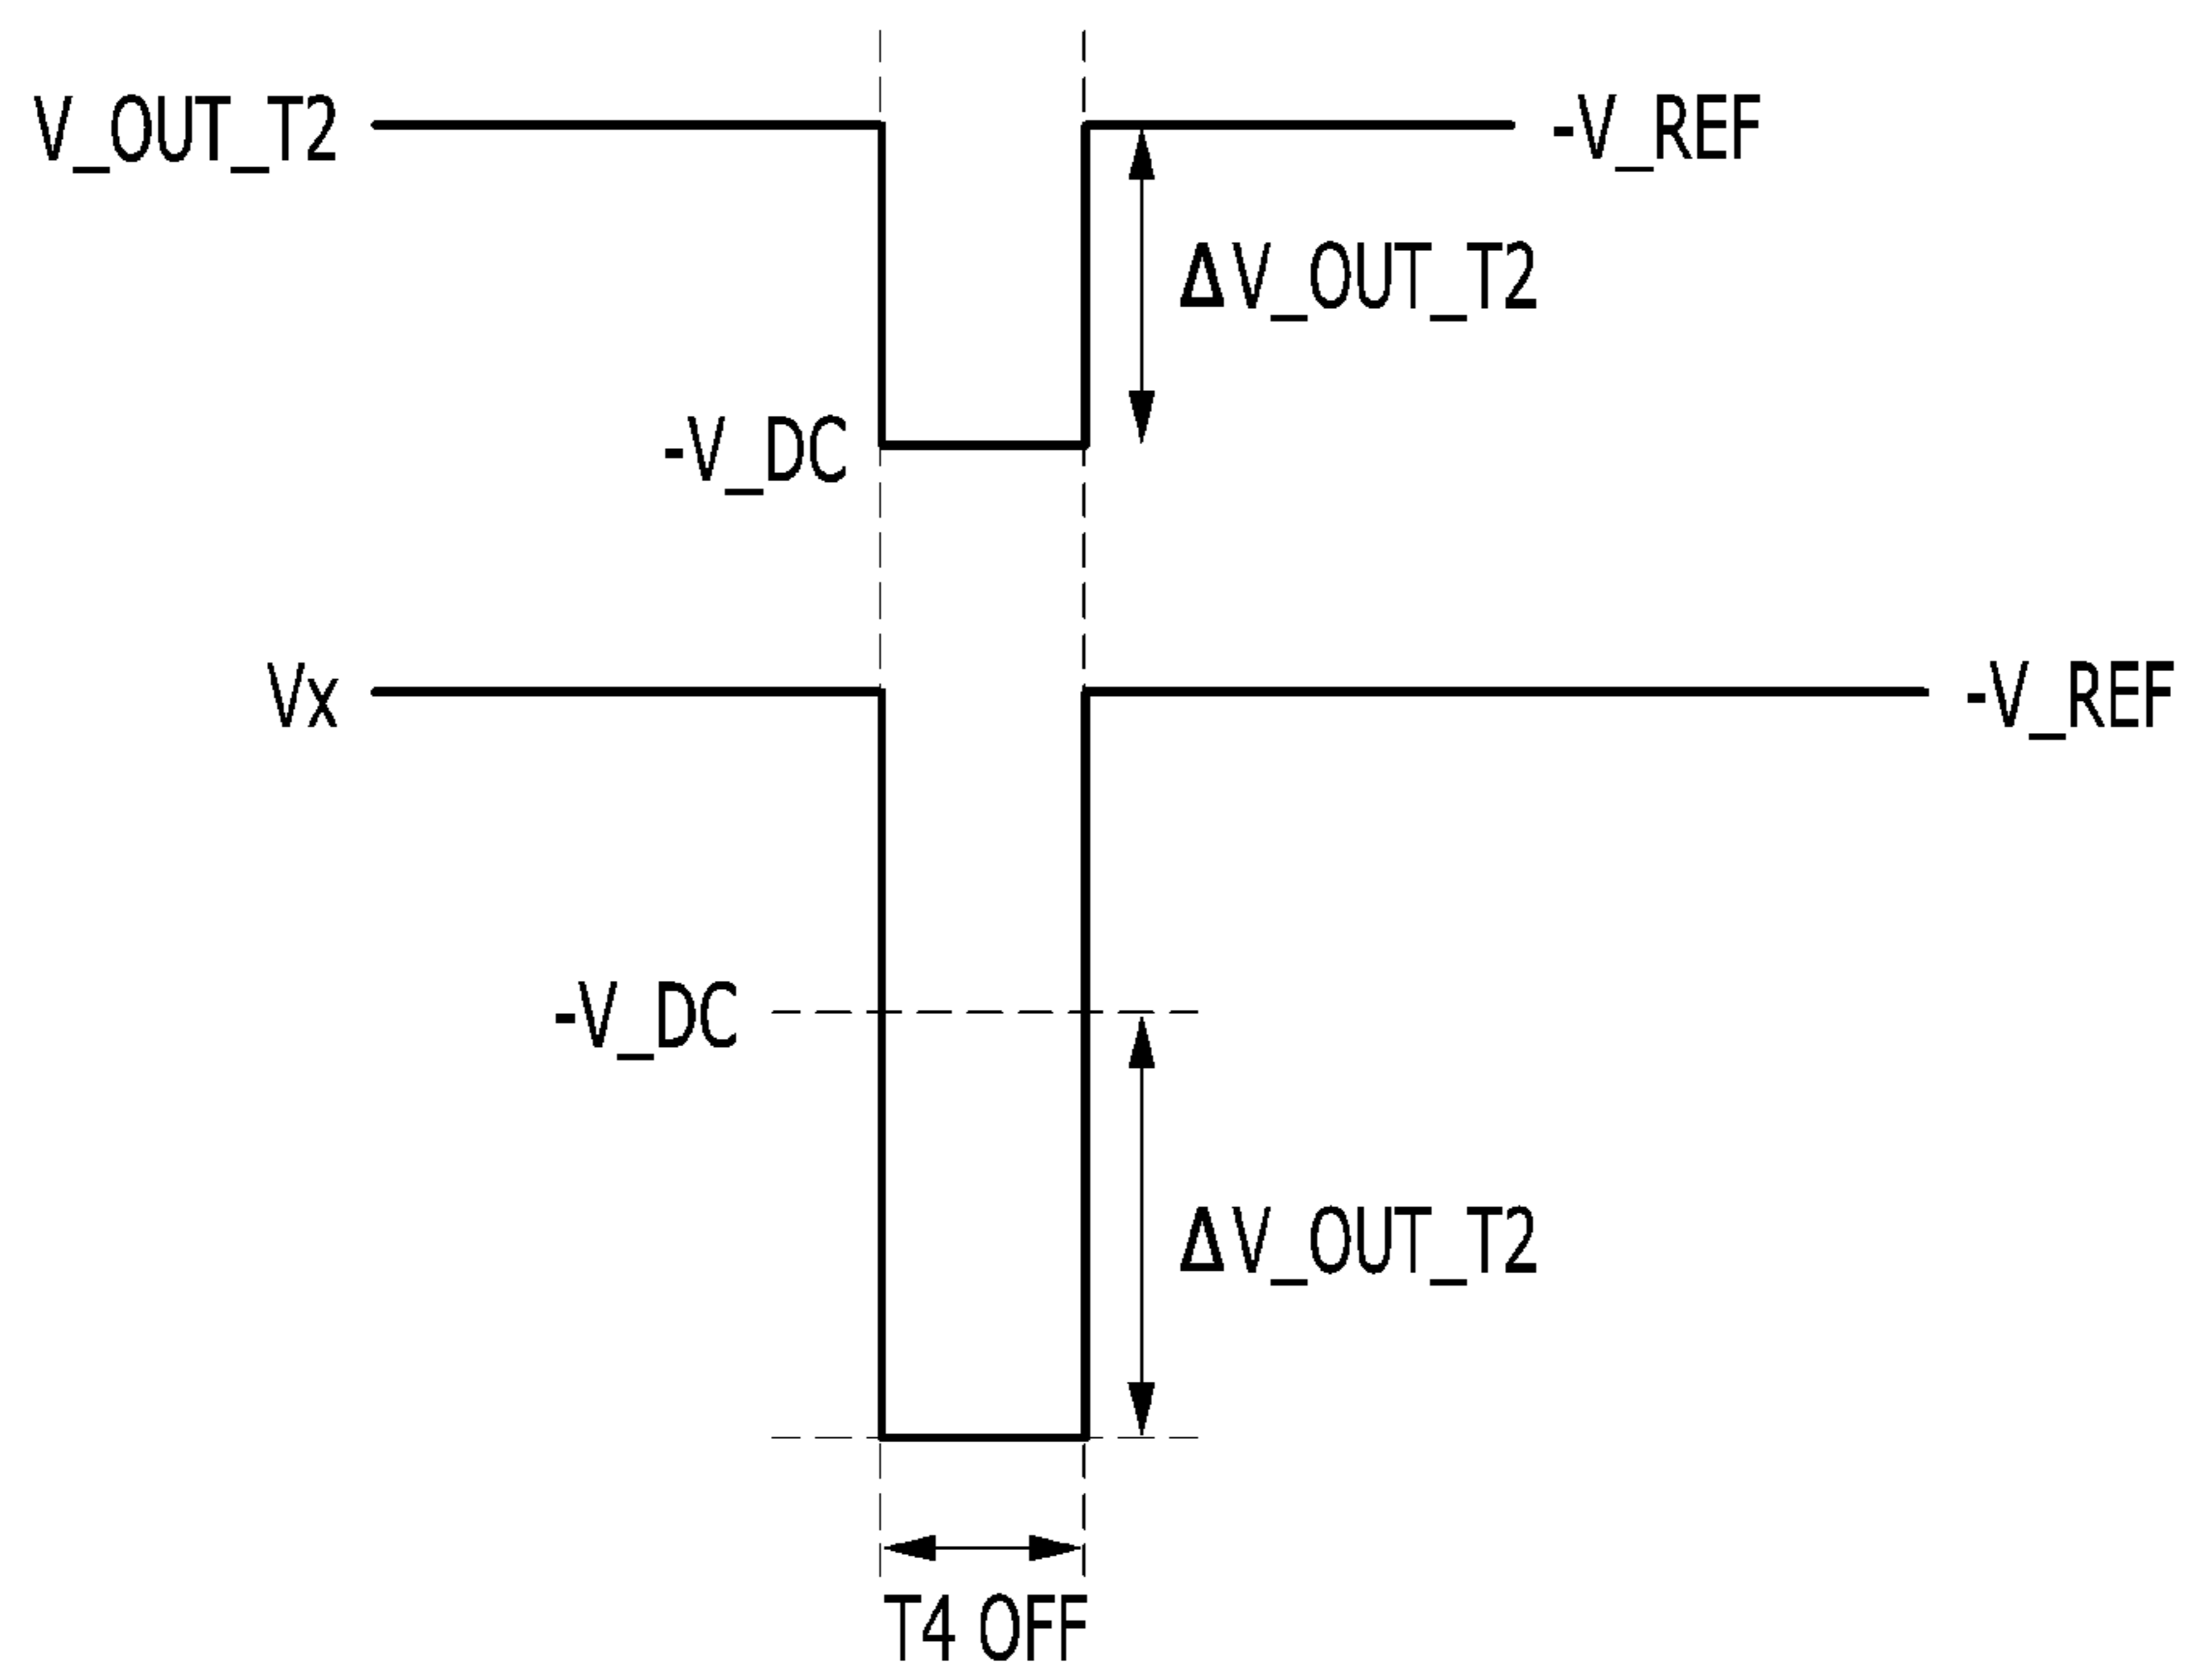 V_OUT_T2
-V_REF
ΔV_OUT_T2
-V_DC
Vx
-V_REF
-V_DC
ΔV_OUT_T2
T4 OFF